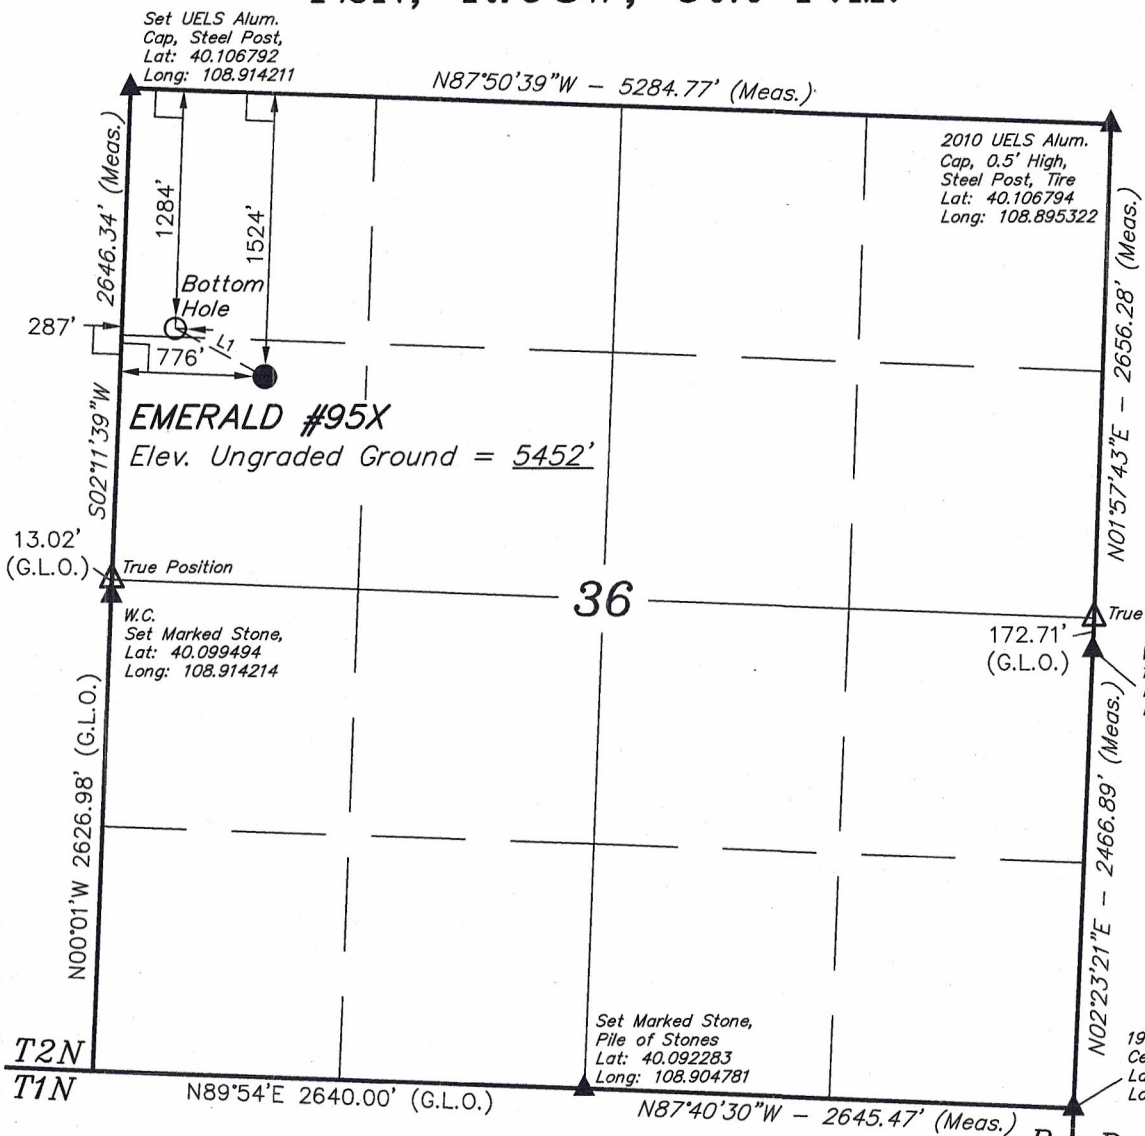 Set UELS Alum.
Cap, Steel Post,
Lat: 40.106792
Long: 108.914211
N87°50'39"W - 5284.77' (Meas.)
2010 UELS Alum.
Cap, 0.5' High,
Steel Post, Tire
Lat: 40.106794
Long: 108.895322
2646.34' (Meas.)
S02°11'39"W
1284'
1524'
Bottom
Hole
287'
L1
776'
EMERALD #95X
Elev. Ungraded Ground = 5452'
N01°57'43"E - 2656.28' (Meas.)
13.02'
(G.L.O.)
True Position
36
True
W.C.
Set Marked Stone,
Lat: 40.099494
Long: 108.914214
172.71'
(G.L.O.)
N00°01'W 2626.98' (G.L.O.)
N02°23'21"E - 2466.89' (Meas.)
Set Marked Stone,
Pile of Stones
Lat: 40.092283
Long: 108.904781
19
Ce
La
Lo
T2N
T1N
N89°54'E 2640.00' (G.L.O.)
N87°40'30"W - 2645.47' (Meas.)